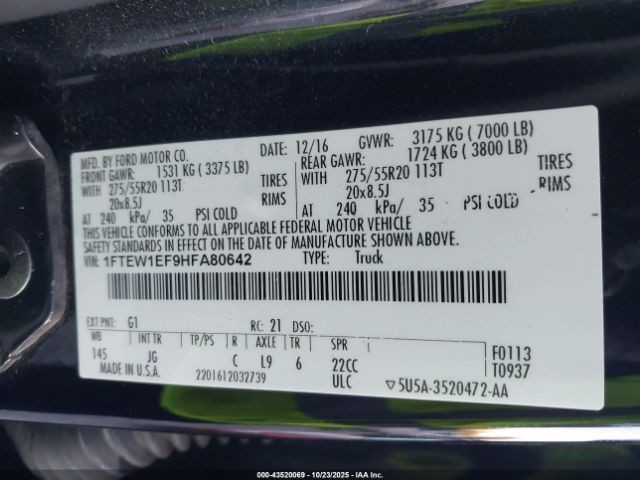 MFD. BY FORD MOTOR CO. DATE: 12/16 GVWR: 3175 KG ( 7000 LB)
FRONT GAWR: 1531 KG ( 3375 LB) REAR GAWR: 1724 KG ( 3800 LB)
WITH 275/55R20 113T TIRES WITH 275/55R20 113T TIRES
20x8.5J RIMS 20x8.5J RIMS
AT 240 kPa/ 35 PSI COLD AT 240 kPa/ 35 PSI COLD
THIS VEHICLE CONFORMS TO ALL APPLICABLE FEDERAL MOTOR VEHICLE
SAFETY STANDARDS IN EFFECT ON THE DATE OF MANUFACTURE SHOWN ABOVE.
VIN: 1FTEW1EF9HFA80642 TYPE: Truck
EXT PNT: G1 RC: 21 DSO:
WB INT TR TP/PS R AXLE TR SPR
145 JG C L9 6 22CC F0113
MADE IN U.S.A. 2201612032739 ULC T0937
5U5A-3520472-AA
000-43520069 - 10/23/2025 - IAA Inc.